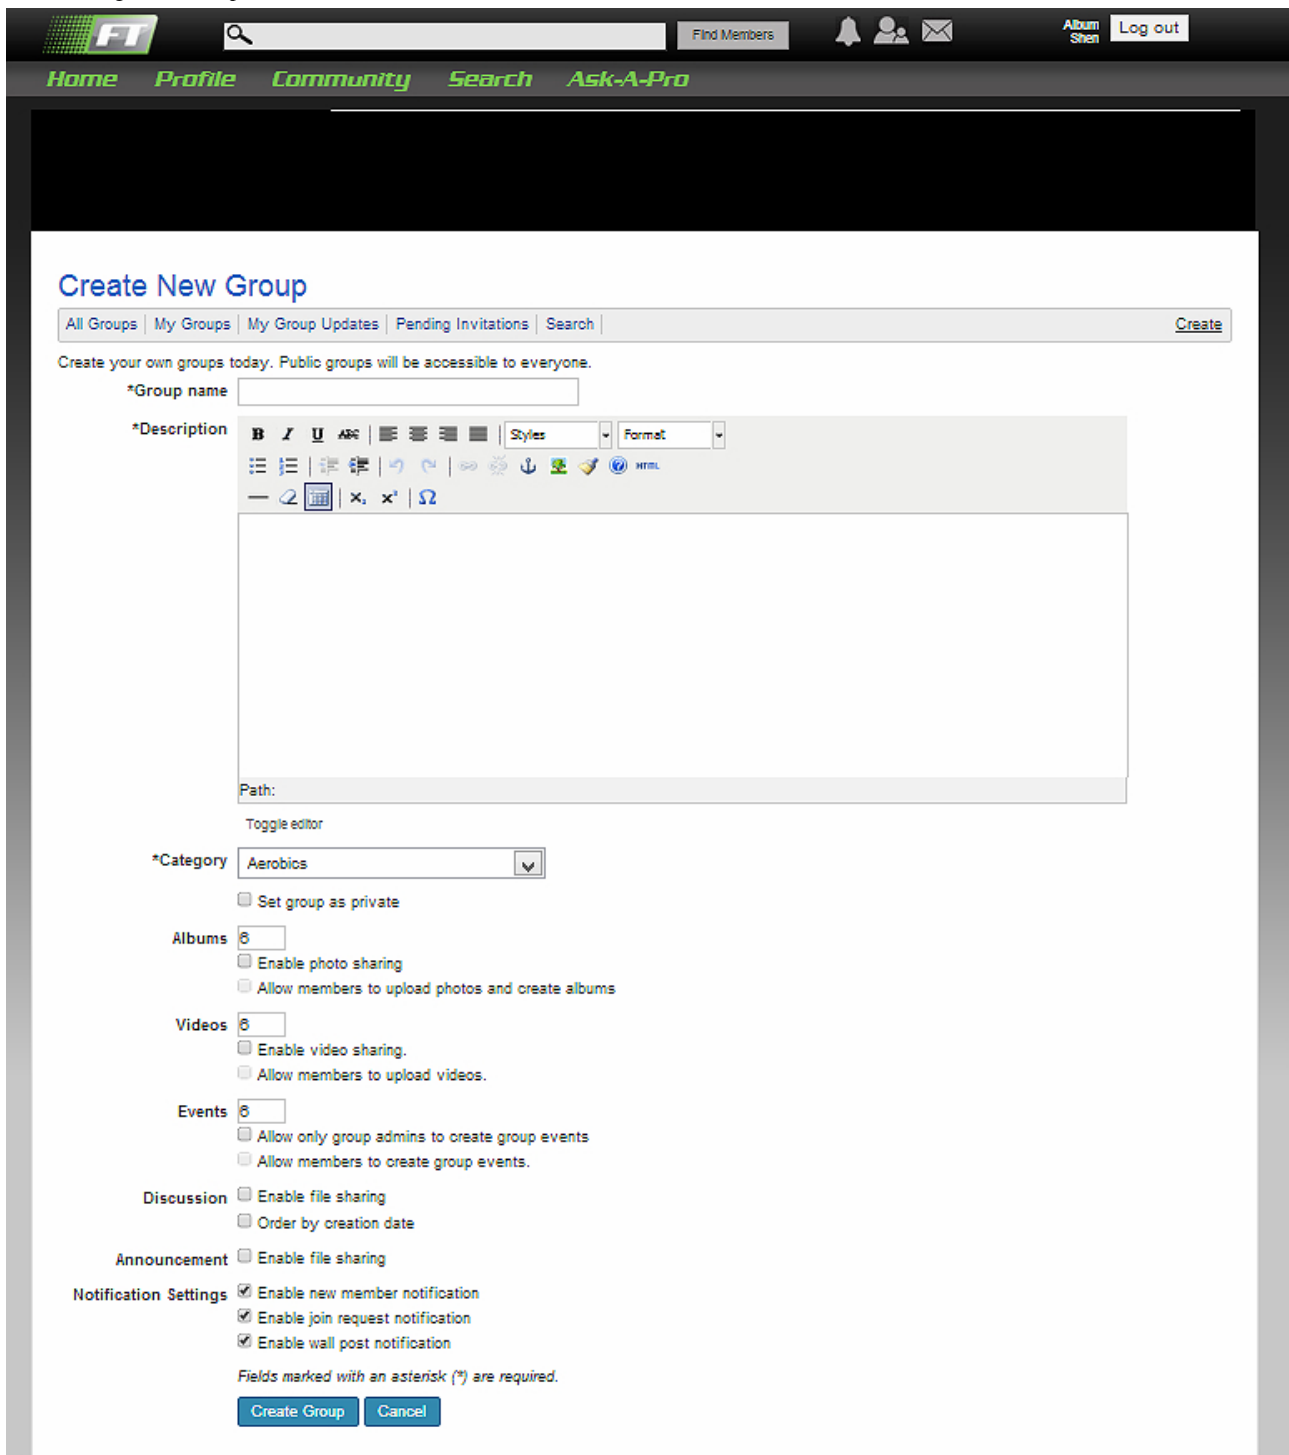 FT Find Members Album Shen Log out
Home Profile Community Search Ask-A-Pro
Create New Group
All Groups My Groups My Group Updates Pending Invitations Search Create
Create your own groups today. Public groups will be accessible to everyone.
*Group name
*Description B I U ABC Styles Format
HTML
Path:
Toggle editor
*Category Aerobics
Set group as private
Albums 6
Enable photo sharing
Allow members to upload photos and create albums
Videos 6
Enable video sharing.
Allow members to upload videos.
Events 6
Allow only group admins to create group events
Allow members to create group events.
Discussion Enable file sharing
Order by creation date
Announcement Enable file sharing
Notification Settings Enable new member notification
Enable join request notification
Enable wall post notification
Fields marked with an asterisk (*) are required.
Create Group Cancel